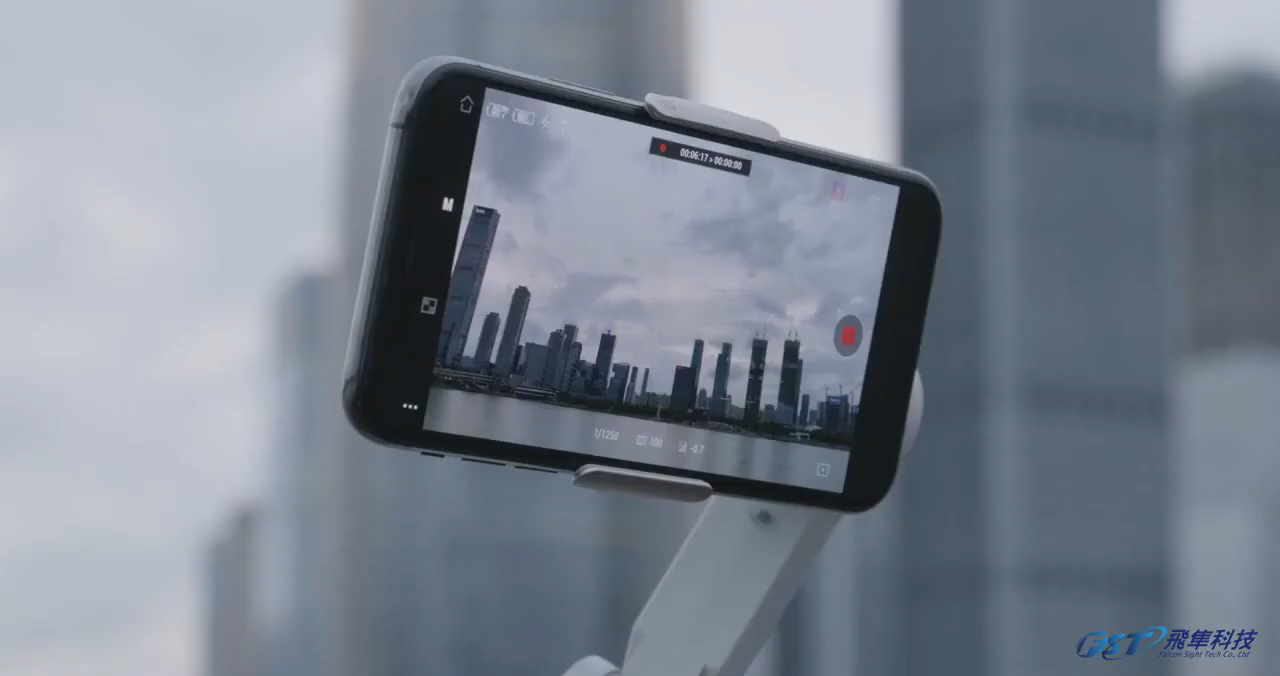 00:06:17 > 00:00:00
M
1/1250 100 -0.7
FST 飛隼科技
Falcon Sight Tech Co., Ltd